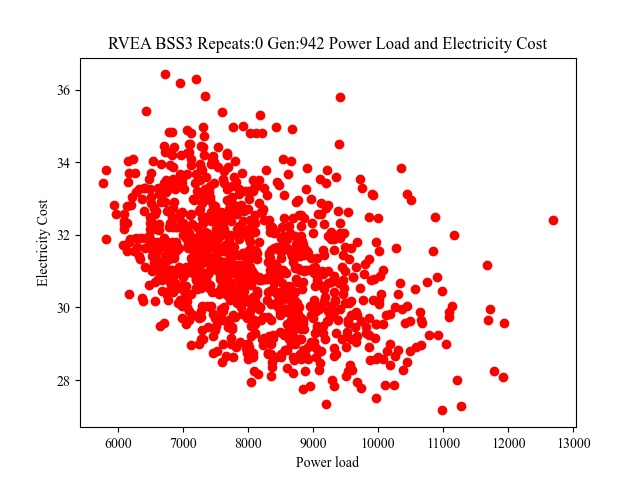 RVEA BSS3 Repeats:0 Gen:942 Power Load and Electricity Cost
36
34
32
30
28
Electricity Cost
6000 7000 8000 9000 10000 11000 12000 13000
Power load